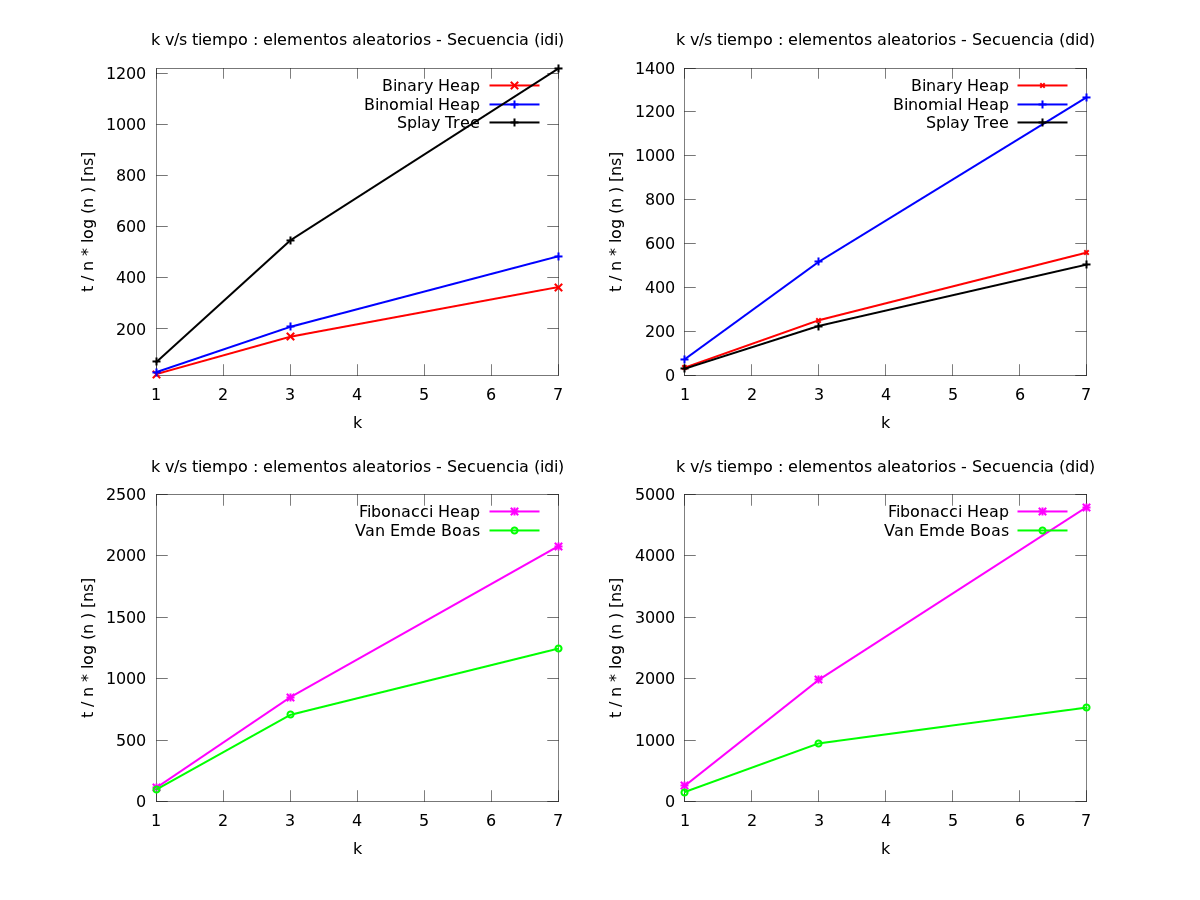 k v/s tiempo : elementos aleatorios - Secuencia (idi)
1200
1000
800
600
400
200
t / n * log (n ) [ns]
Binary Heap
Binomial Heap
Splay Tree
1 2 3 4 5 6 7
k
k v/s tiempo : elementos aleatorios - Secuencia (did)
1400
1200
1000
800
600
400
200
0
t / n * log (n ) [ns]
Binary Heap
Binomial Heap
Splay Tree
1 2 3 4 5 6 7
k
k v/s tiempo : elementos aleatorios - Secuencia (idi)
2500
2000
1500
1000
500
0
t / n * log (n ) [ns]
Fibonacci Heap
Van Emde Boas
1 2 3 4 5 6 7
k
k v/s tiempo : elementos aleatorios - Secuencia (did)
5000
4000
3000
2000
1000
0
t / n * log (n ) [ns]
Fibonacci Heap
Van Emde Boas
1 2 3 4 5 6 7
k